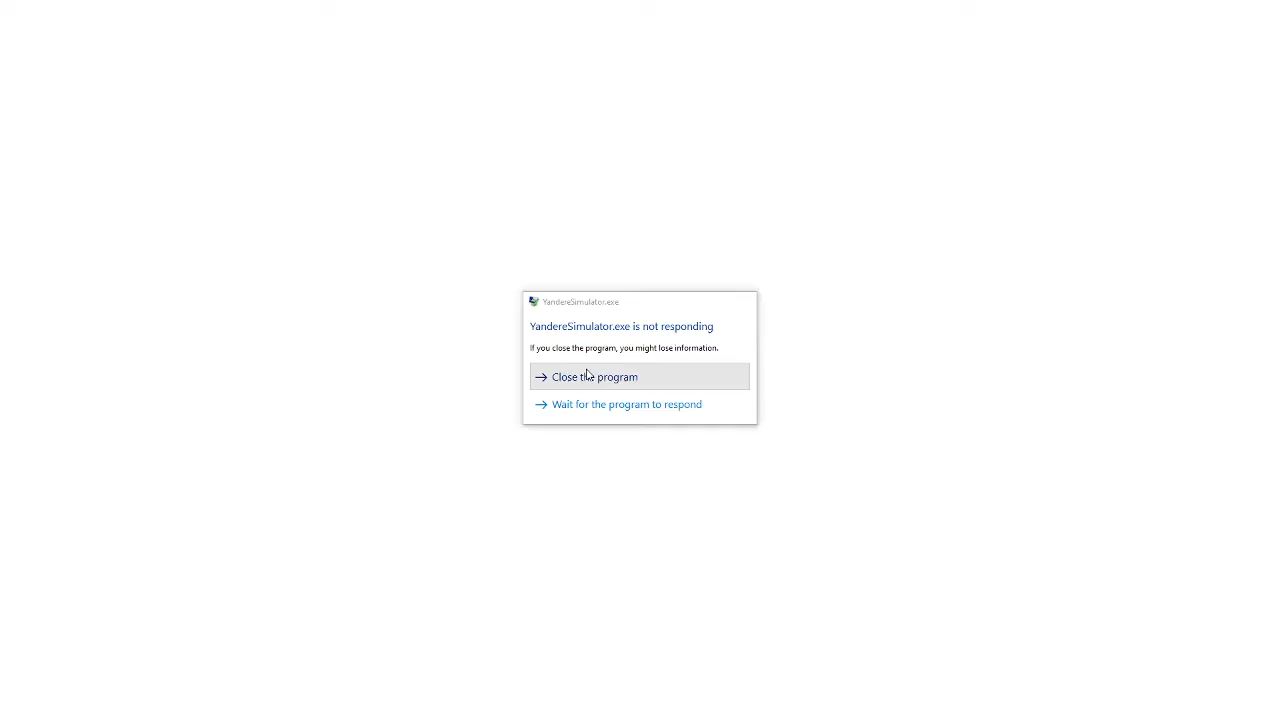 YandereSimulator.exe
YandereSimulator.exe is not responding
If you close the program, you might lose information.
Close the program
Wait for the program to respond